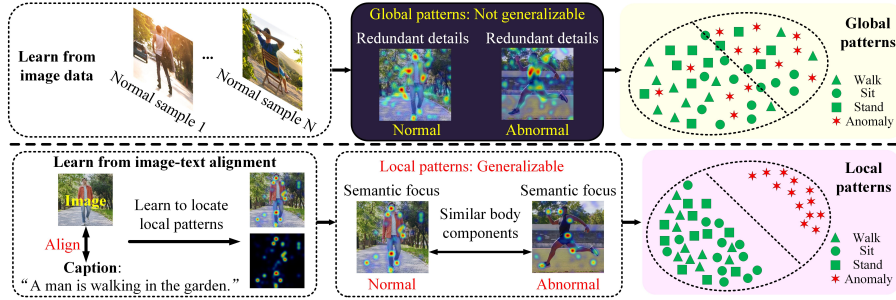 Learn from
image data
Normal sample 1
...
Normal sample N
Global patterns: Not generalizable
Redundant details
Redundant details
Normal
Abnormal
Global
patterns
Walk
Sit
Stand
Anomaly
Learn from image-text alignment
Image
Align
Learn to locate
local patterns
Caption:
“A man is walking in the garden.”
Local patterns: Generalizable
Semantic focus
Semantic focus
Similar body
components
Normal
Abnormal
Local
patterns
Walk
Sit
Stand
Anomaly